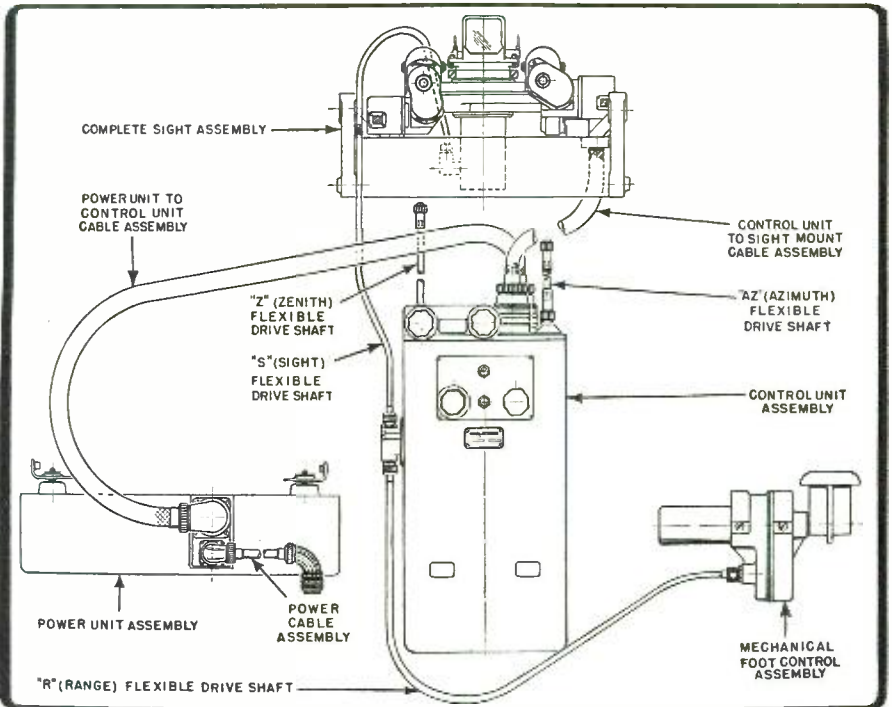 COMPLETE SIGHT ASSEMBLY
POWER UNIT TO
CONTROL UNIT
CABLE ASSEMBLY
CONTROL UNIT
TO SIGHT MOUNT
CABLE ASSEMBLY
"Z" (ZENITH)
FLEXIBLE
DRIVE SHAFT
"AZ" (AZIMUTH)
FLEXIBLE
DRIVE SHAFT
"S" (SIGHT)
FLEXIBLE
DRIVE SHAFT
CONTROL UNIT
ASSEMBLY
POWER UNIT ASSEMBLY
POWER
CABLE
ASSEMBLY
MECHANICAL
FOOT CONTROL
ASSEMBLY
"R" (RANGE) FLEXIBLE DRIVE SHAFT